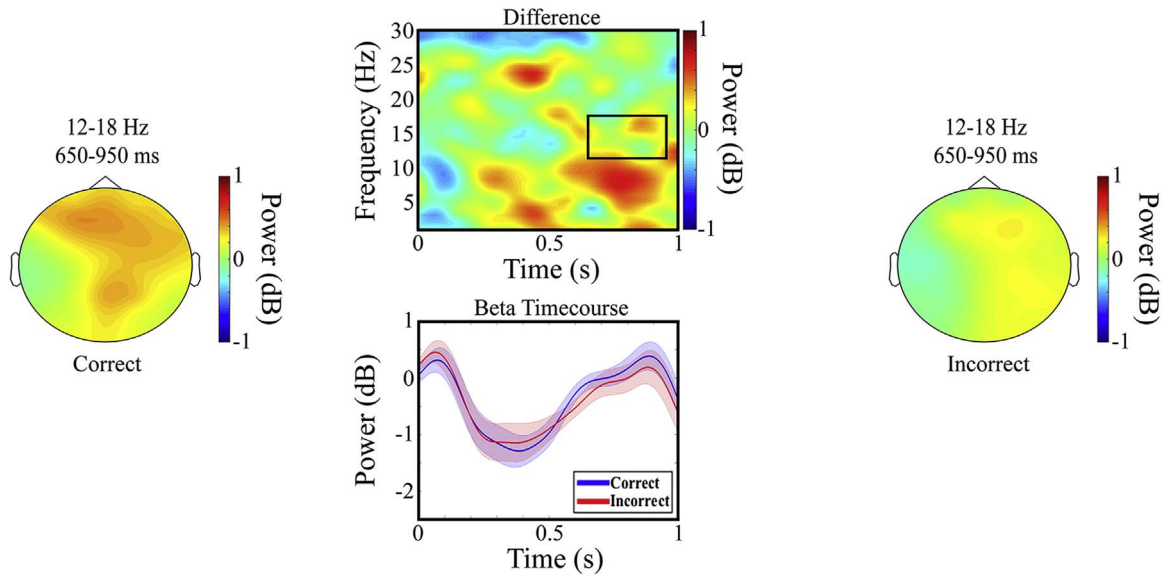 Difference
30
25
20
15
10
5
0
0.5
1
Frequency (Hz)
Time (s)
1
0
-1
Power (dB)
12-18 Hz
650-950 ms
1
0
-1
Power (dB)
Correct
12-18 Hz
650-950 ms
1
0
-1
Power (dB)
Incorrect
Beta Timecourse
1
0
-1
-2
Power (dB)
0
0.5
1
Time (s)
Correct
Incorrect